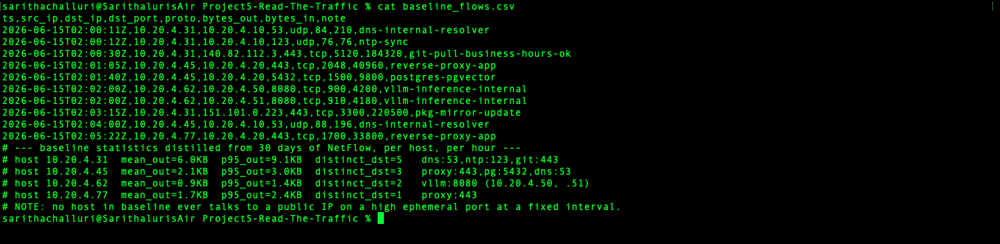 [sarithachalluri@SarithalurisAir Project5-Read-The-Traffic % cat baseline_flows.csv ]
ts,src_ip,dst_ip,dst_port,proto,bytes_out,bytes_in,note
2026-06-15T02:00:11Z,10.20.4.31,10.20.4.10,53,udp,84,210,dns-internal-resolver
2026-06-15T02:00:12Z,10.20.4.31,10.20.4.10,123,udp,76,76,ntp-sync
2026-06-15T02:00:30Z,10.20.4.31,140.82.112.3,443,tcp,5120,184320,git-pull-business-hours-ok
2026-06-15T02:01:05Z,10.20.4.45,10.20.4.20,443,tcp,2048,40960,reverse-proxy-app
2026-06-15T02:01:40Z,10.20.4.45,10.20.4.20,5432,tcp,1500,9800,postgres-pgvector
2026-06-15T02:02:00Z,10.20.4.62,10.20.4.50,8080,tcp,900,4200,vllm-inference-internal
2026-06-15T02:02:00Z,10.20.4.62,10.20.4.51,8080,tcp,910,4180,vllm-inference-internal
2026-06-15T02:03:15Z,10.20.4.31,151.101.0.223,443,tcp,3300,220500,pkg-mirror-update
2026-06-15T02:04:00Z,10.20.4.45,10.20.4.10,53,udp,88,196,dns-internal-resolver
2026-06-15T02:05:22Z,10.20.4.77,10.20.4.20,443,tcp,1700,33800,reverse-proxy-app
# --- baseline statistics distilled from 30 days of NetFlow, per host, per hour ---
# host 10.20.4.31  mean_out=6.0KB  p95_out=9.1KB  distinct_dst=5   dns:53,ntp:123,git:443
# host 10.20.4.45  mean_out=2.1KB  p95_out=3.0KB  distinct_dst=3   proxy:443,pg:5432,dns:53
# host 10.20.4.62  mean_out=0.9KB  p95_out=1.4KB  distinct_dst=2   vllm:8080 (10.20.4.50, .51)
# host 10.20.4.77  mean_out=1.7KB  p95_out=2.4KB  distinct_dst=1   proxy:443
# NOTE: no host in baseline ever talks to a public IP on a high ephemeral port at a fixed interval.
sarithachalluri@SarithalurisAir Project5-Read-The-Traffic %